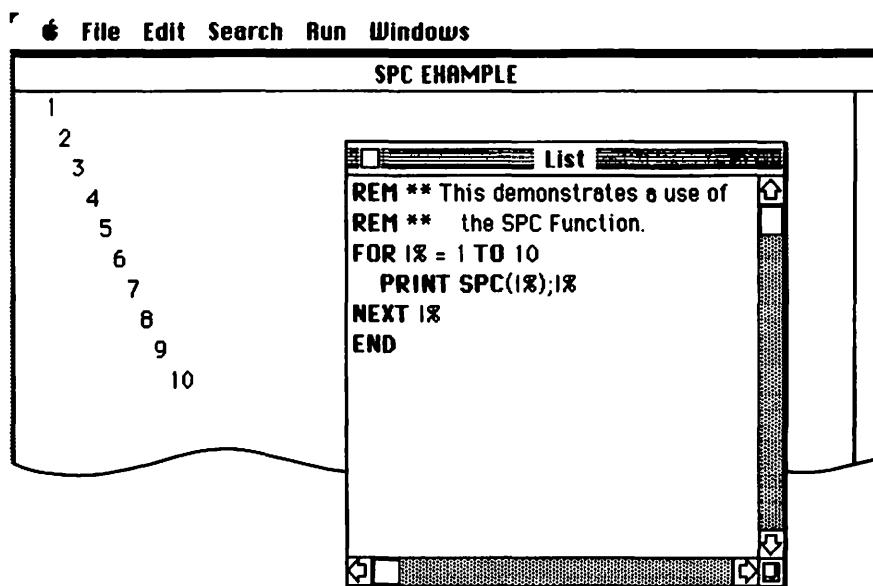 File Edit Search Run Windows
SPC EXAMPLE
1
2
3
4
5
6
7
8
9
10
List
REM ** This demonstrates a use of
REM ** the SPC Function.
FOR I% = 1 TO 10
PRINT SPC(I%);I%
NEXT I%
END